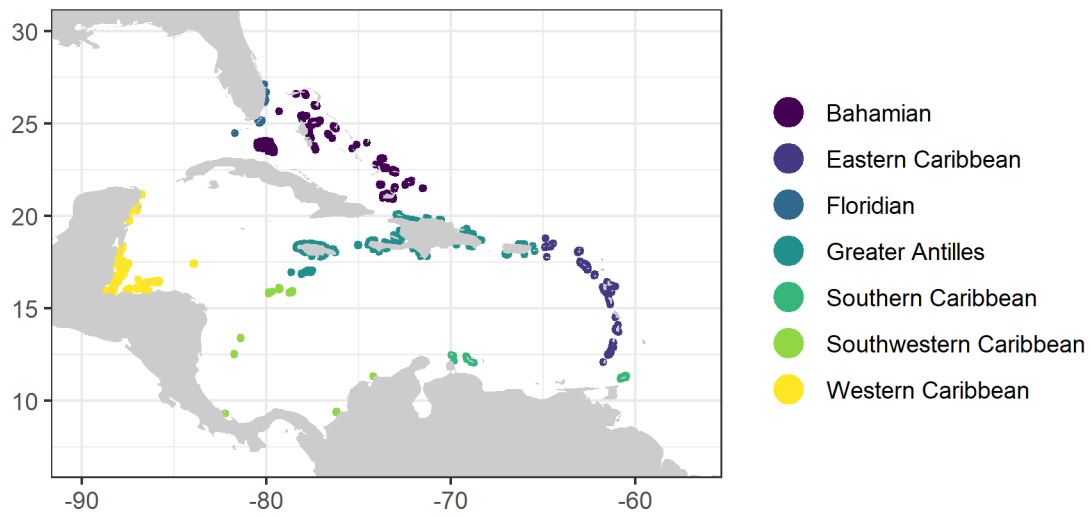 30
25
20
15
10
-90
-80
-70
-60
Bahamian
Eastern Caribbean
Floridian
Greater Antilles
Southern Caribbean
Southwestern Caribbean
Western Caribbean